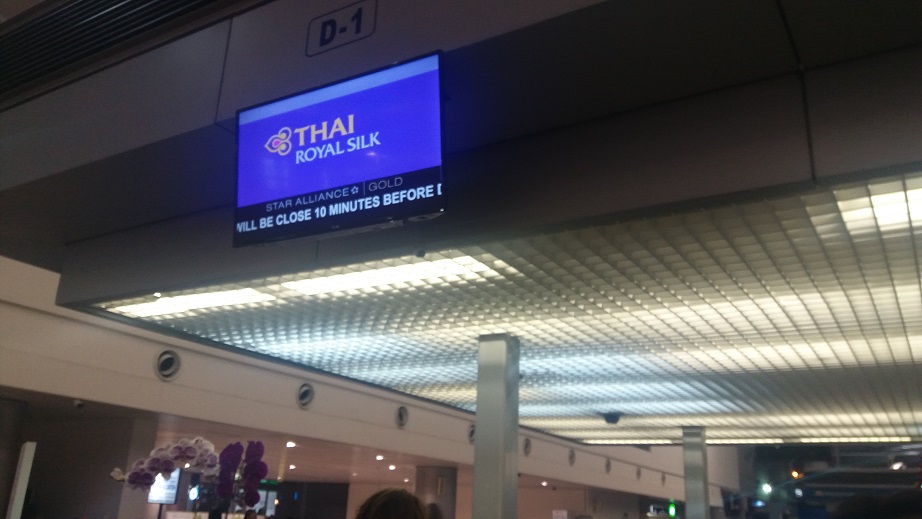 D-1
THAI
ROYAL SILK
STAR ALLIANCE GOLD
WILL BE CLOSE 10 MINUTES BEFORE D